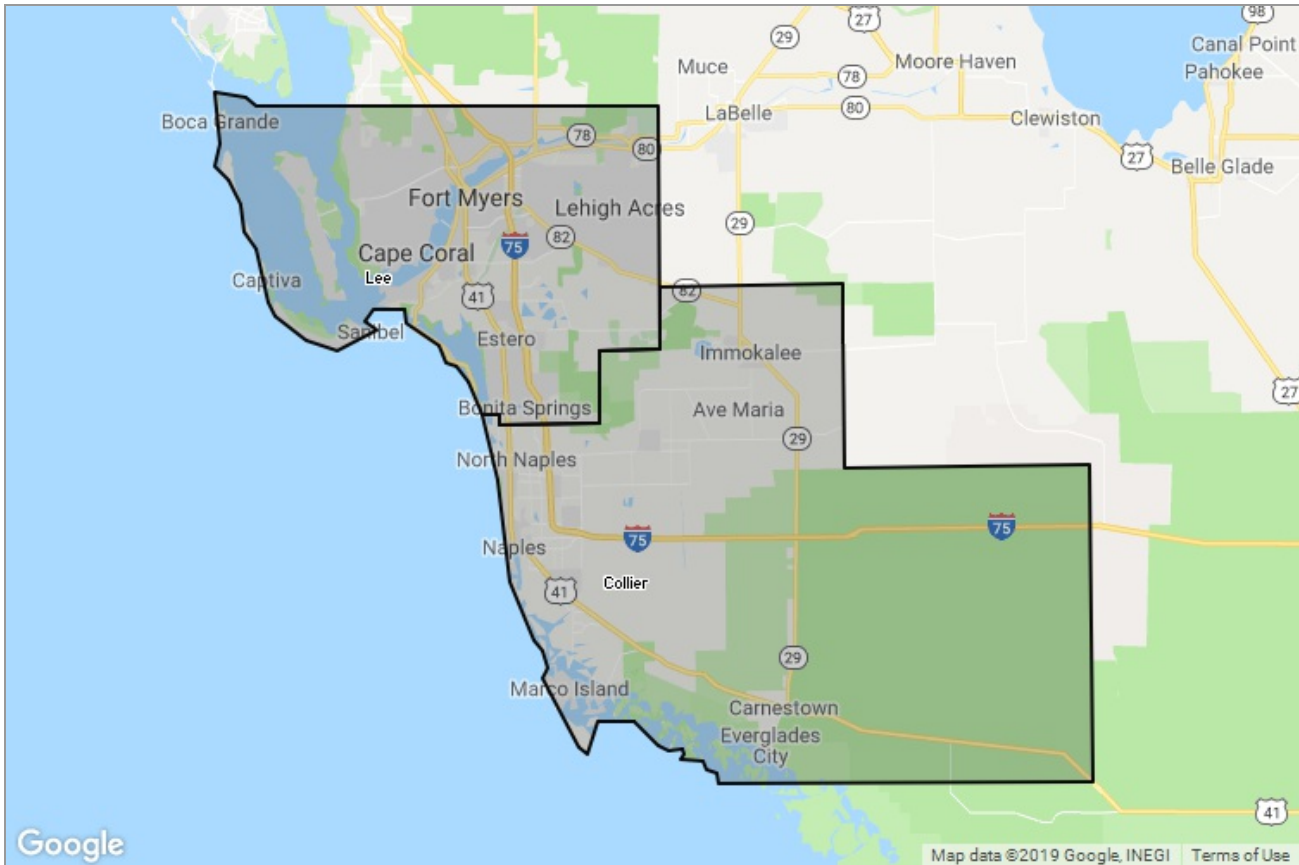 98
27
29
Canal Point
Muce
Moore Haven
Pahokee
78
80
LaBelle
Boca Grande
Clewiston
78
80
27
Belle Glade
Fort Myers
Lehigh Acres
29
82
75
Cape Coral
Lee
Captiva
41
82
Sanibel
Estero
Immokalee
27
Bonita Springs
Ave Maria
29
North Naples
75
75
Naples
Collier
41
29
Marco Island
Carnestown
Everglades
City
41
Google
Map data ©2019 Google, INEGI
Terms of Use